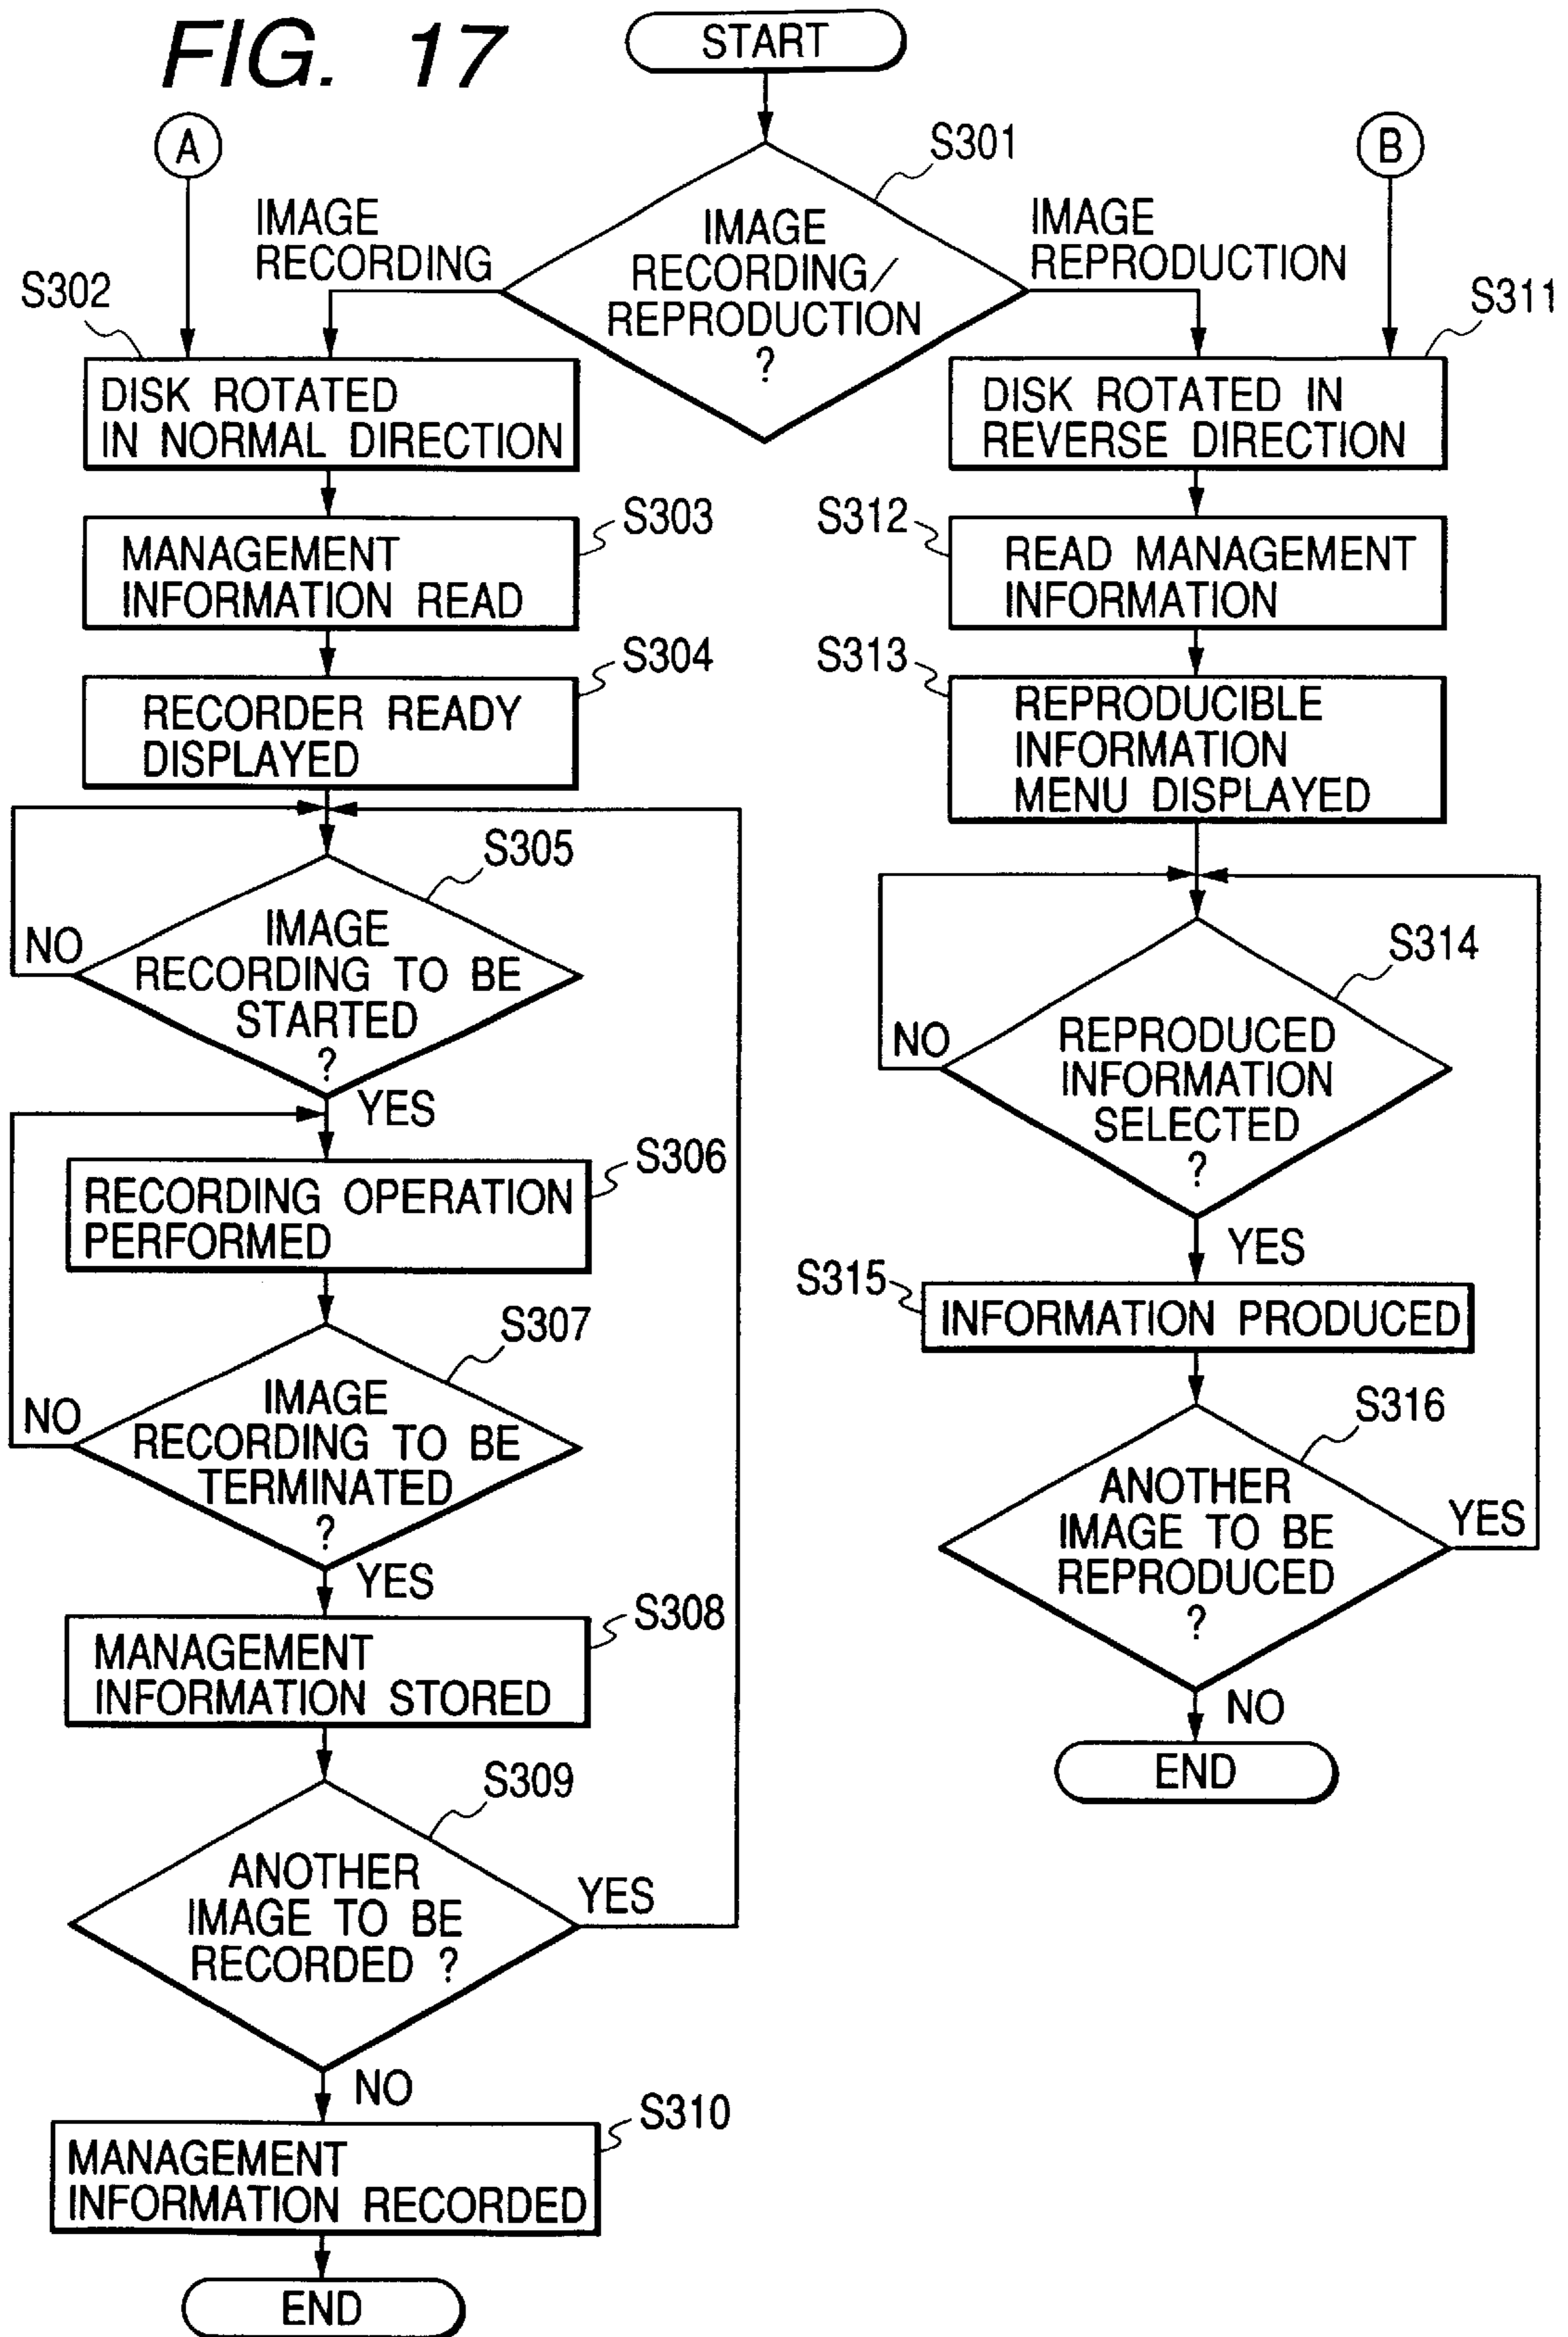 FIG. 17
START
A
B
S301
IMAGE
RECORDING
IMAGE
RECORDING/
REPRODUCTION
?
IMAGE
REPRODUCTION
S302
DISK ROTATED
IN NORMAL DIRECTION
S303
MANAGEMENT
INFORMATION READ
S304
RECORDER READY
DISPLAYED
S305
IMAGE
RECORDING TO BE
STARTED
?
NO
YES
S306
RECORDING OPERATION
PERFORMED
S307
IMAGE
RECORDING TO BE
TERMINATED
?
NO
YES
S308
MANAGEMENT
INFORMATION STORED
S309
ANOTHER
IMAGE TO BE
RECORDED ?
YES
NO
S310
MANAGEMENT
INFORMATION RECORDED
END
S311
DISK ROTATED IN
REVERSE DIRECTION
S312
READ MANAGEMENT
INFORMATION
S313
REPRODUCIBLE
INFORMATION
MENU DISPLAYED
S314
REPRODUCED
INFORMATION
SELECTED
?
NO
YES
S315
INFORMATION PRODUCED
S316
ANOTHER
IMAGE TO BE
REPRODUCED
?
YES
NO
END